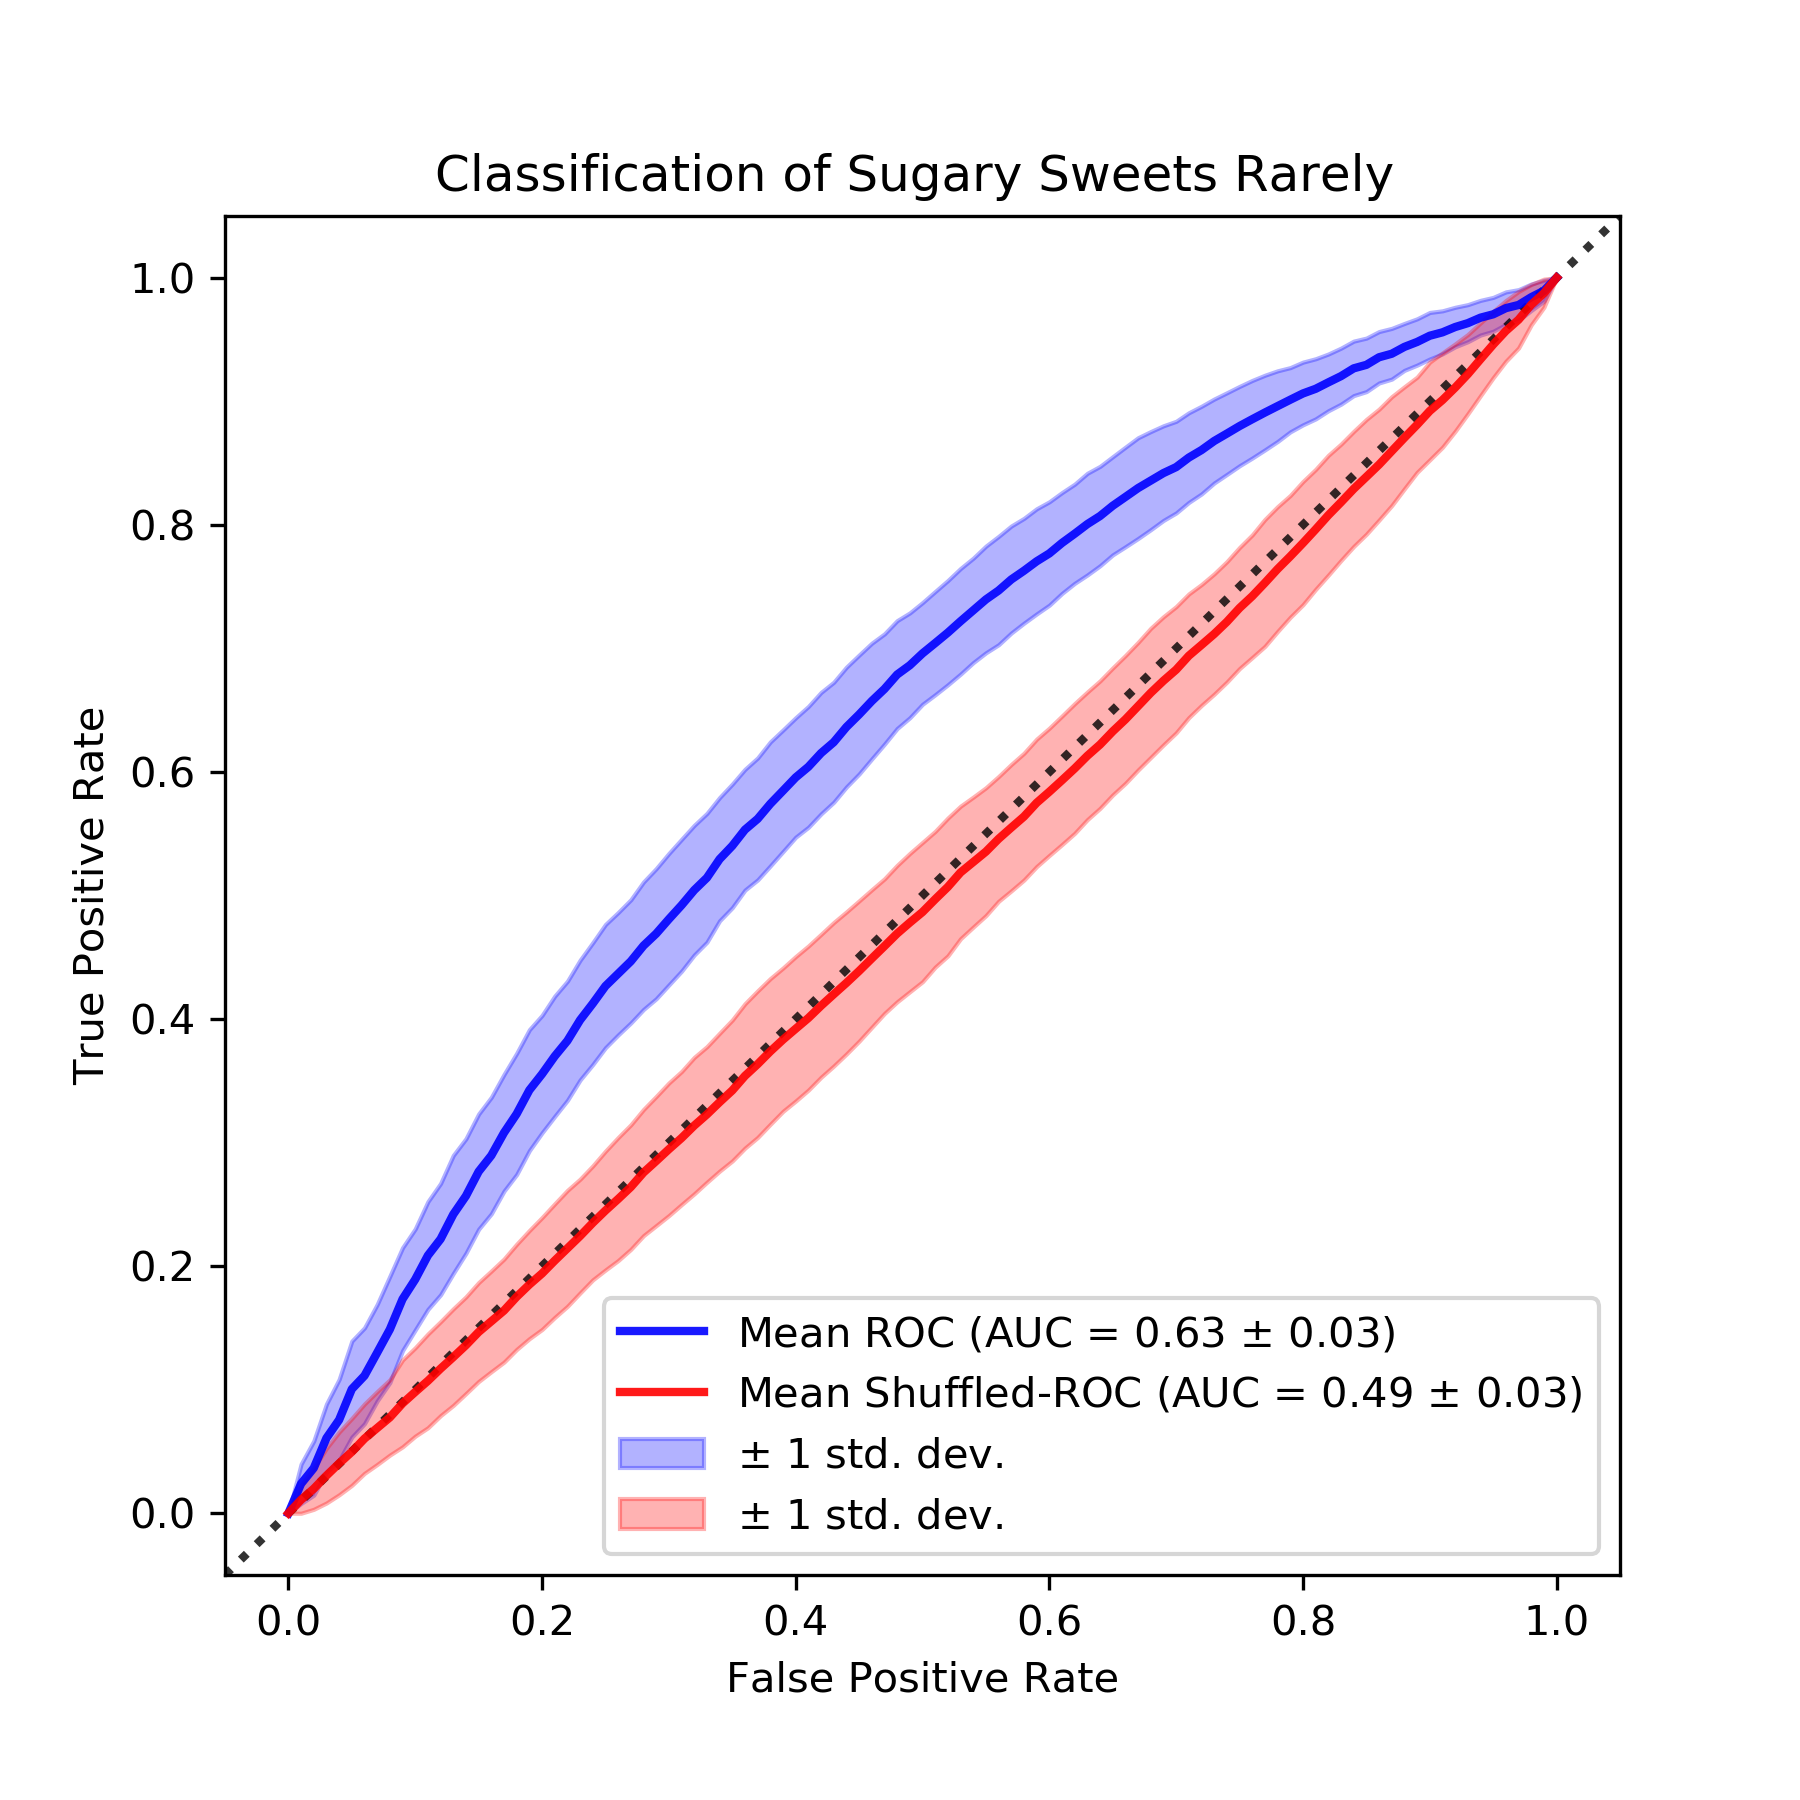 Classification of Sugary Sweets Rarely
1.0
0.8
0.6
0.4
0.2
0.0
True Positive Rate
Mean ROC (AUC = 0.63 ± 0.03)
Mean Shuffled-ROC (AUC = 0.49 ± 0.03)
± 1 std. dev.
± 1 std. dev.
0.0 0.2 0.4 0.6 0.8 1.0
False Positive Rate